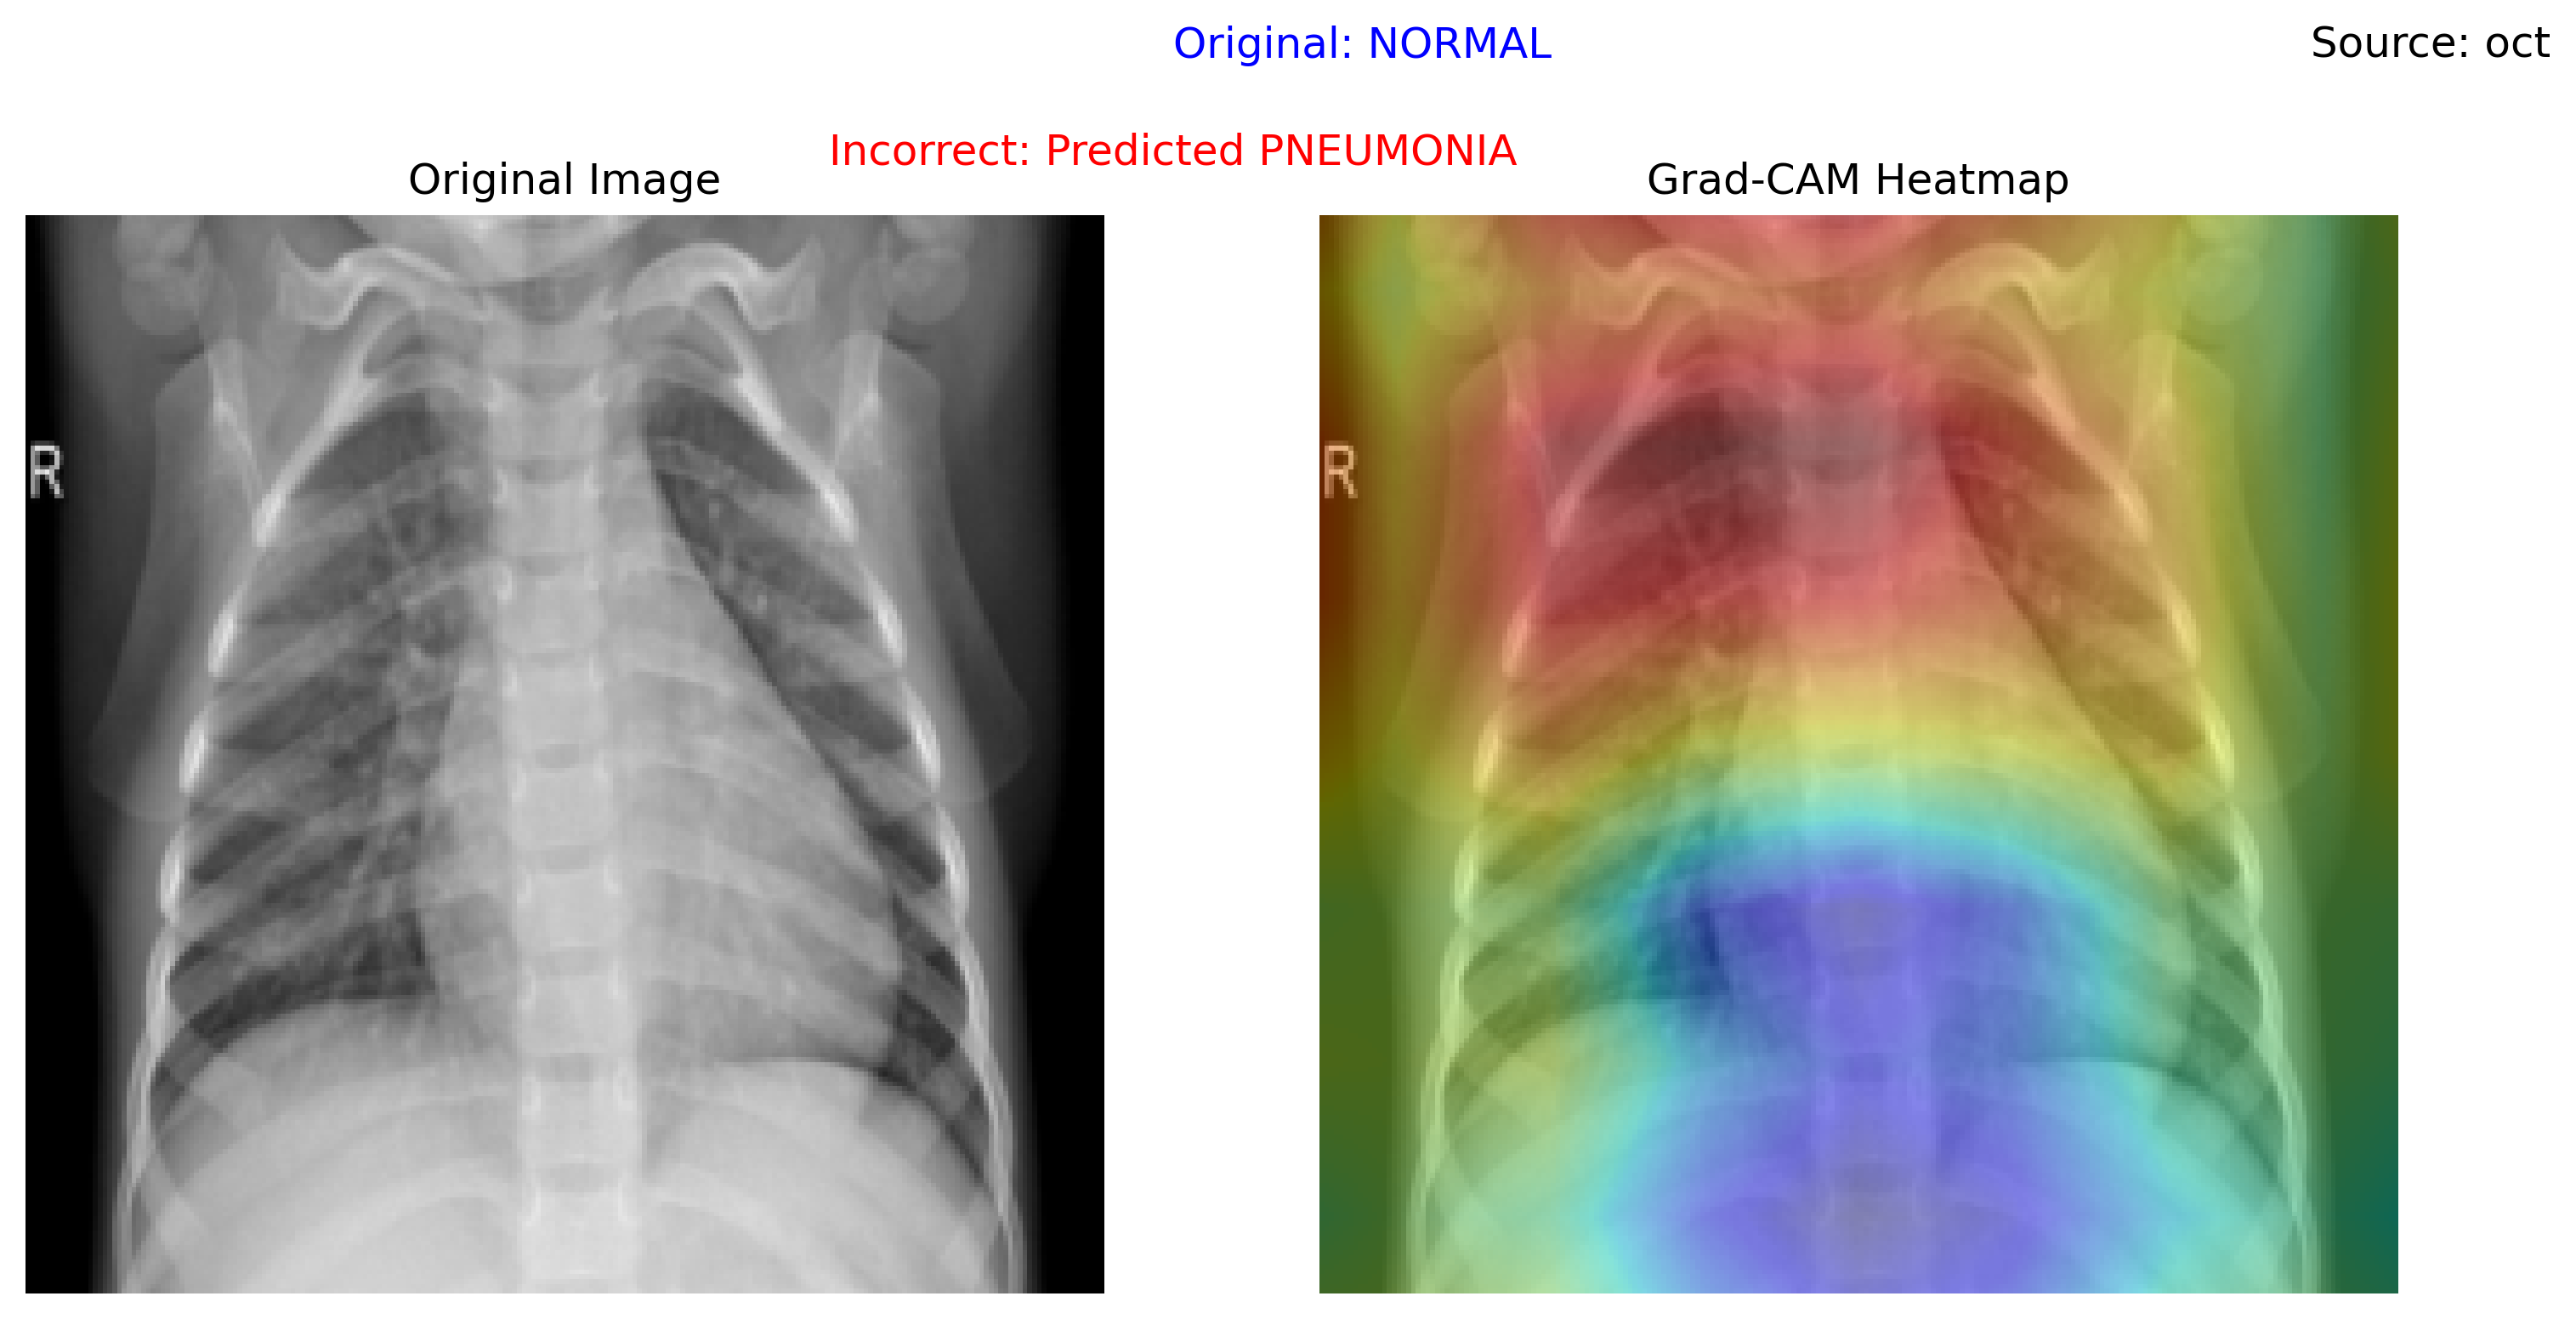 Original: NORMAL
Source: oct
Incorrect: Predicted PNEUMONIA
Original Image
Grad-CAM Heatmap
R
R